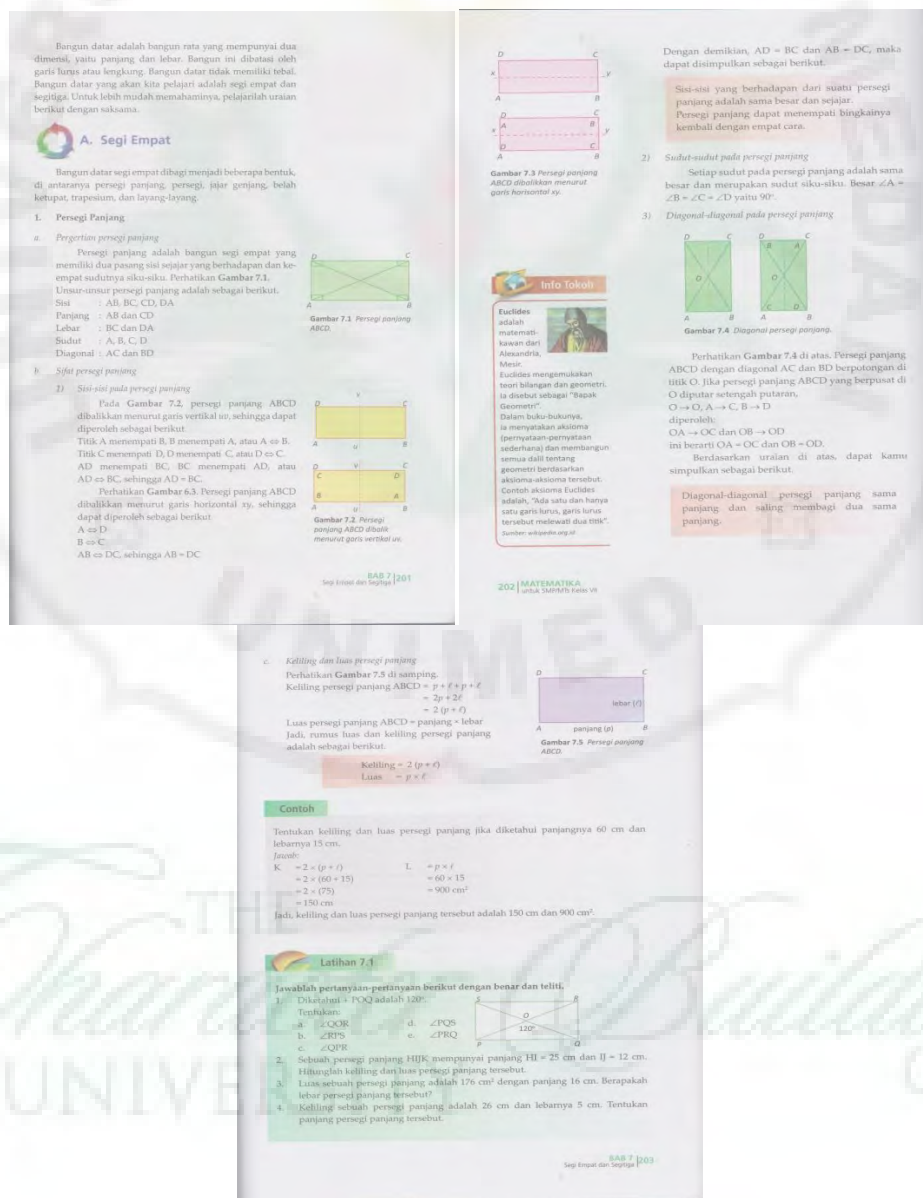 Bangun datar adalah bangun rata yang mempunyai dua
dimensi, yaitu panjang dan lebar. Bangun ini dibatasi oleh
garis lurus atau lengkung. Bangun datar tidak memiliki tebal.
Bangun datar yang akan kita pelajari adalah segi empat dan
segitiga. Untuk lebih mudah memahaminya, pelajarilah uraian
berikut dengan saksama.
A. Segi Empat
Bangun datar segi empat dibagi menjadi beberapa bentuk,
di antaranya persegi panjang, persegi, jajar genjang, belah
ketupat, trapesium, dan layang-layang.
1. Persegi Panjang
a. Pergertian persegi panjang
Persegi panjang adalah bangun segi empat yang
memiliki dua pasang sisi sejajar yang berhadapan dan ke-
empat sudutnya siku-siku. Perhatikan Gambar 7.1.
Unsur-unsur persegi panjang adalah sebagai berikut.
Sisi : AB, BC, CD, DA
Panjang : AB dan CD
Lebar : BC dan DA
Sudut : A, B, C, D
Diagonal : AC dan BD
D C
A B
Gambar 7.1 Persegi panjang
ABCD.
b. Sifat persegi panjang
1) Sisi-sisi pada persegi panjang
Pada Gambar 7.2, persegi panjang ABCD
dibalikkan menurut garis vertikal uv, sehingga dapat
diperoleh sebagai berikut
Titik A menempati B, B menempati A, atau A ⇔ B.
Titik C menempati D, D menempati C, atau D ⇔ C.
AD menempati BC, BC menempati AD, atau
AD ⇔ BC, sehingga AD = BC.
Perhatikan Gambar 6.3. Persegi panjang ABCD
dibalikkan menurut garis horizontal xy, sehingga
dapat diperoleh sebagai berikut
A ⇔ D
B ⇔ C
AB ⇔ DC, sehingga AB = DC
D v C
A u B
D v C
C D
B A
A u B
Gambar 7.2 Persegi
panjang ABCD dibalik
menurut garis vertikal uv.
BAB 7
Segi Empat dan Segitiga | 201
D C
x y
A B
D C
A B
x y
D C
A B
Gambar 7.3 Persegi panjang
ABCD dibalikkan menurut
garis horisontal xy.
Info Tokoh
Euclides
adalah
matemati-
kawan dari
Alexandria,
Mesir.
Euclides mengemukakan
teori bilangan dan geometri.
Ia disebut sebagai "Bapak
Geometri".
Dalam buku-bukunya,
ia menyatakan aksioma
(pernyataan-pernyataan
sederhana) dan membangun
semua dalil tentang
geometri berdasarkan
aksioma-aksioma tersebut.
Contoh aksioma Euclides
adalah, "Ada satu dan hanya
satu garis lurus, garis lurus
tersebut melewati dua titik".
Sumber: wikipedia.org.id
Dengan demikian, AD = BC dan AB = DC, maka
dapat disimpulkan sebagai berikut.
Sisi-sisi yang berhadapan dari suatu persegi
panjang adalah sama besar dan sejajar.
Persegi panjang dapat menempati bingkainya
kembali dengan empat cara.
2) Sudut-sudut pada persegi panjang
Setiap sudut pada persegi panjang adalah sama
besar dan merupakan sudut siku-siku. Besar ∠A =
∠B = ∠C = ∠D yaitu 90°.
3) Diagonal-diagonal pada persegi panjang
D C D C
B A
O O
C D
A B A B
Gambar 7.4 Diagonal persegi panjang.
Perhatikan Gambar 7.4 di atas. Persegi panjang
ABCD dengan diagonal AC dan BD berpotongan di
titik O. Jika persegi panjang ABCD yang berpusat di
O diputar setengah putaran,
O → O, A → C, B → D
diperoleh:
OA → OC dan OB → OD
ini berarti OA = OC dan OB = OD.
Berdasarkan uraian di atas, dapat kamu
simpulkan sebagai berikut.
Diagonal-diagonal persegi panjang sama
panjang dan saling membagi dua sama
panjang.
202 | MATEMATIKA
untuk SMP/MTs Kelas VII
c. Keliling dan luas persegi panjang
Perhatikan Gambar 7.5 di samping.
Keliling persegi panjang ABCD = p + ℓ + p + ℓ
= 2p + 2ℓ
= 2 (p + ℓ)
Luas persegi panjang ABCD = panjang × lebar
Jadi, rumus luas dan keliling persegi panjang
adalah sebagai berikut.
Keliling = 2 (p + ℓ)
Luas = p × ℓ
D C
lebar (ℓ)
A panjang (p) B
Gambar 7.5 Persegi panjang
ABCD.
Contoh
Tentukan keliling dan luas persegi panjang jika diketahui panjangnya 60 cm dan
lebarnya 15 cm.
Jawab:
K = 2 × (p + ℓ) L = p × ℓ
= 2 × (60 + 15) = 60 × 15
= 2 × (75) = 900 cm²
= 150 cm
Jadi, keliling dan luas persegi panjang tersebut adalah 150 cm dan 900 cm².
Latihan 7.1
Jawablah pertanyaan-pertanyaan berikut dengan benar dan teliti.
1. Diketahui ∠ POQ adalah 120°.
Tentukan:
a. ∠QOR d. ∠PQS
b. ∠RPS e. ∠PRQ
c. ∠QPR
S R
O
120°
P Q
2. Sebuah persegi panjang HIJK mempunyai panjang HI = 25 cm dan IJ = 12 cm.
Hitunglah keliling dan luas persegi panjang tersebut.
3. Luas sebuah persegi panjang adalah 176 cm² dengan panjang 16 cm. Berapakah
lebar persegi panjang tersebut?
4. Keliling sebuah persegi panjang adalah 26 cm dan lebarnya 5 cm. Tentukan
panjang persegi panjang tersebut.
BAB 7
Segi Empat dan Segitiga | 203
UNIMED
THE
UNIVERSITY